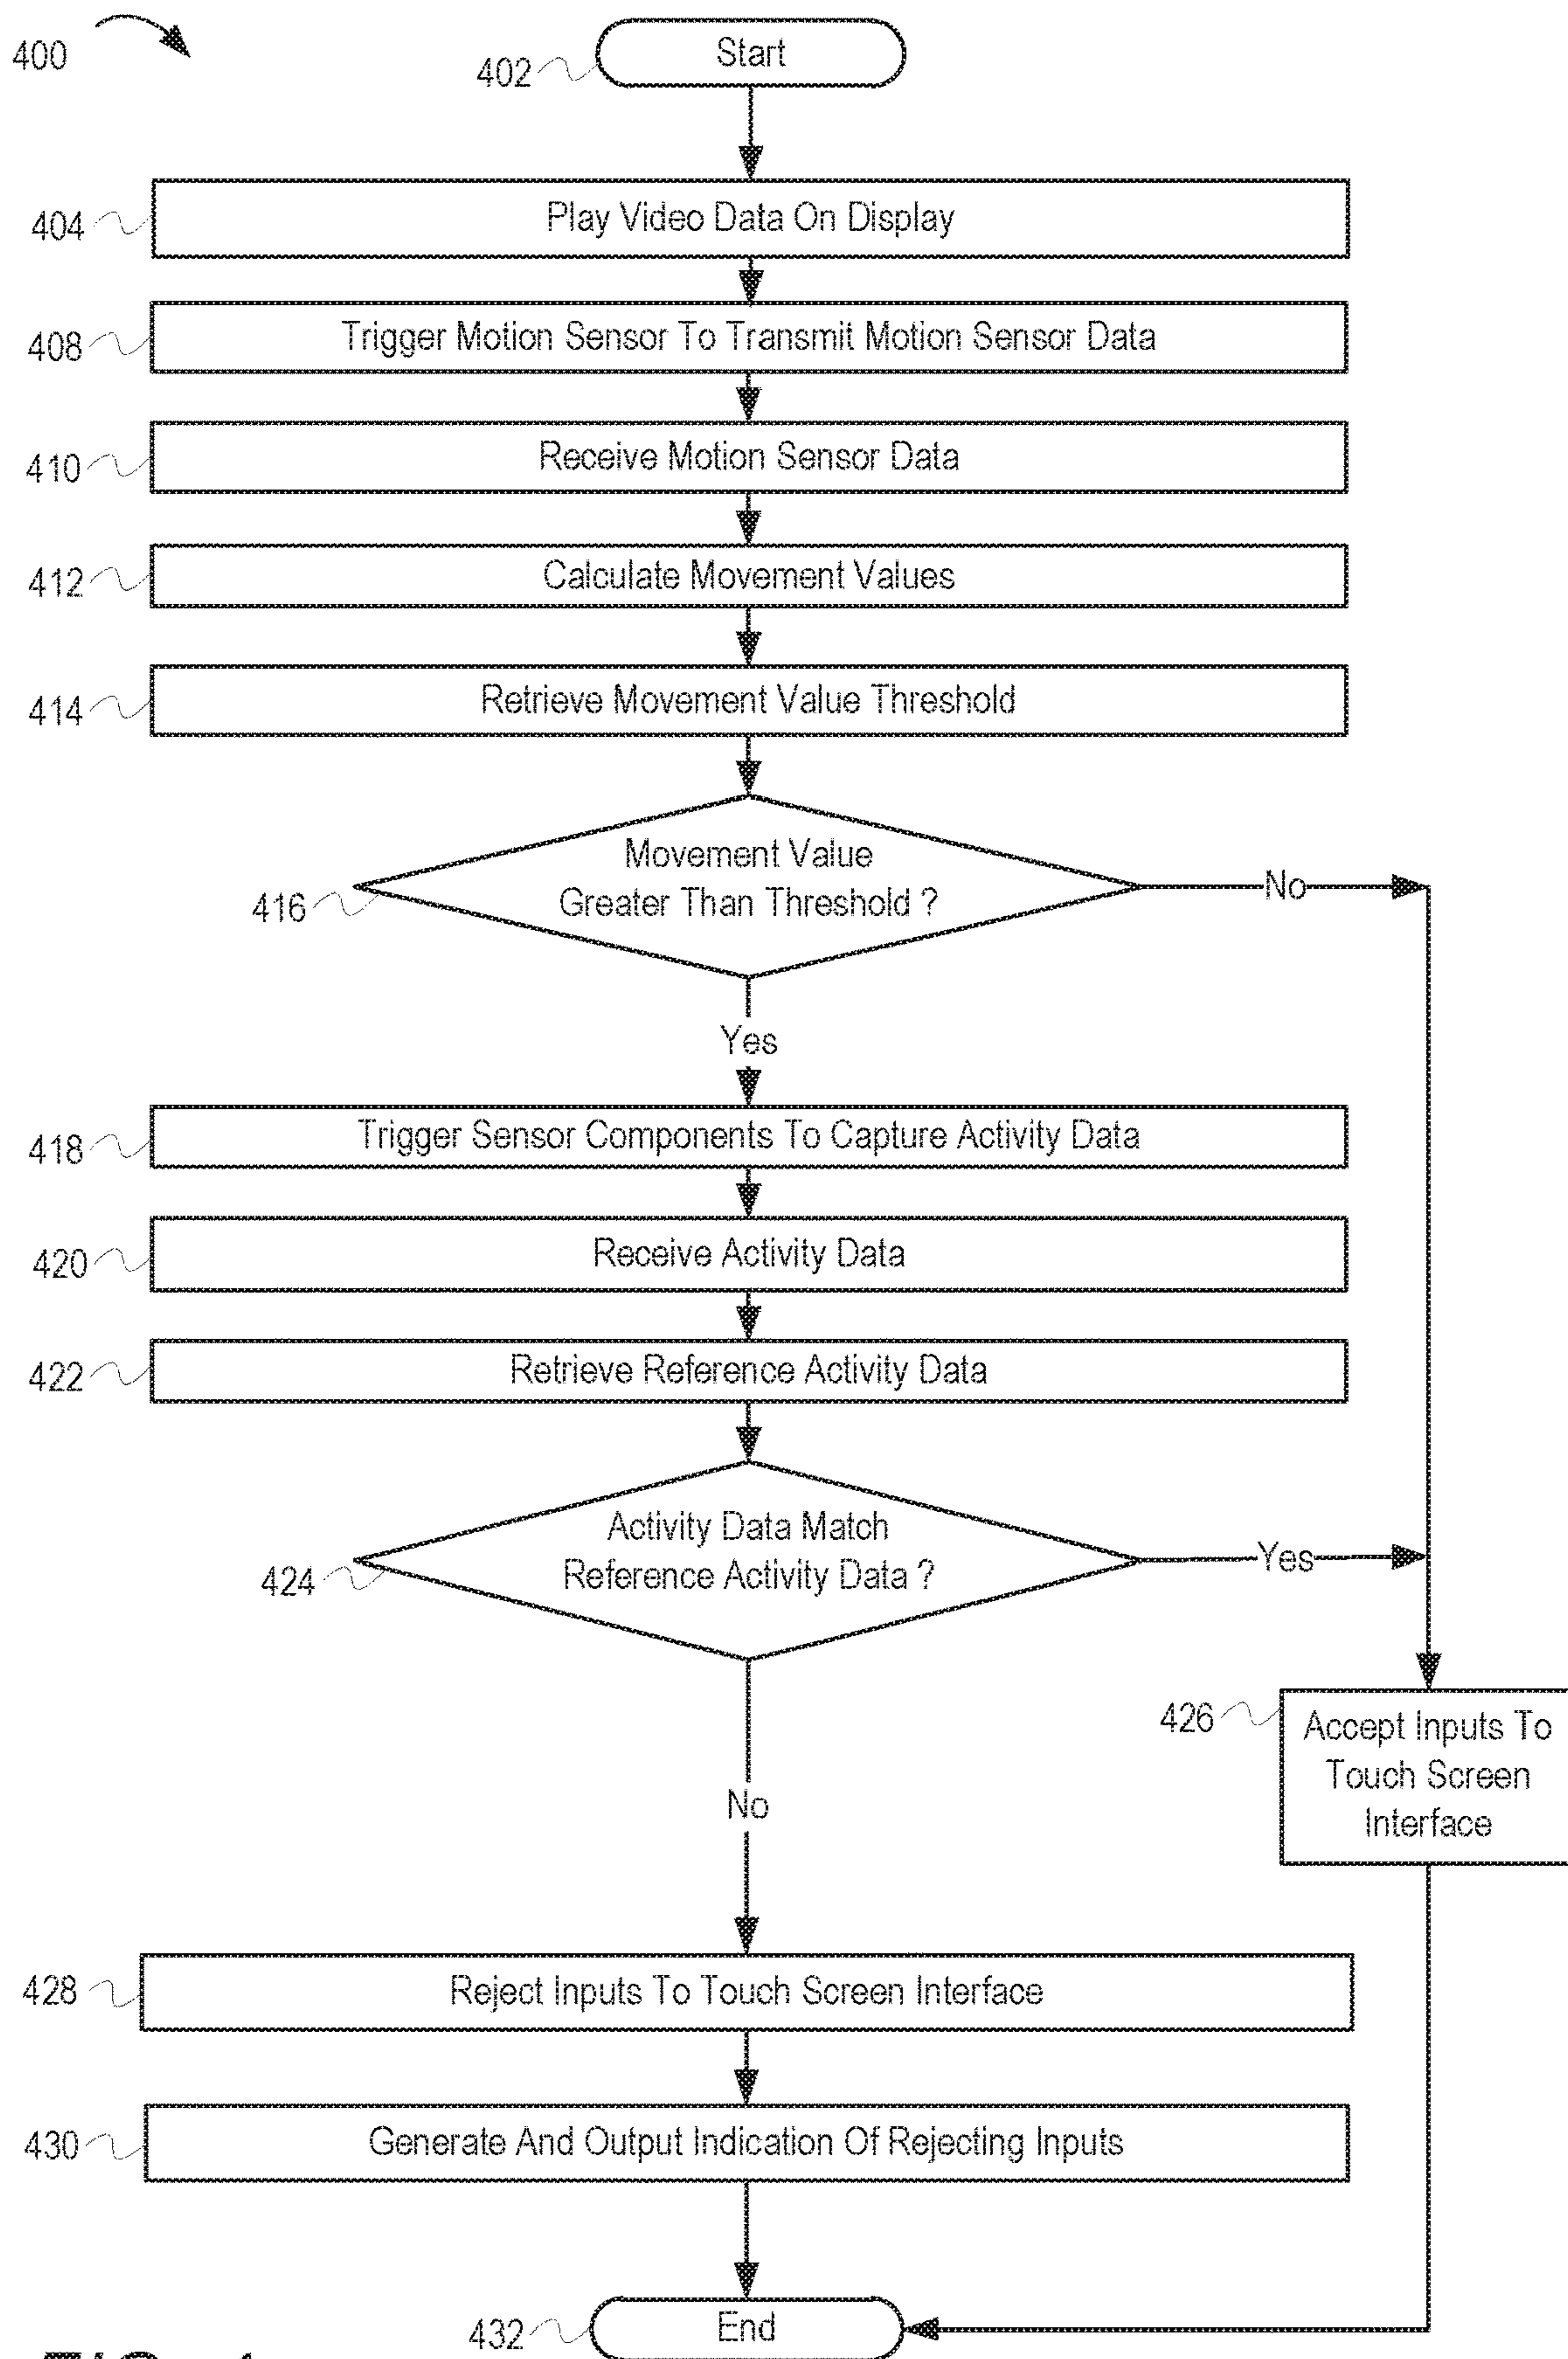 400
402
Start
404
Play Video Data On Display
408
Trigger Motion Sensor To Transmit Motion Sensor Data
410
Receive Motion Sensor Data
412
Calculate Movement Values
414
Retrieve Movement Value Threshold
416
Movement Value
Greater Than Threshold ?
No
Yes
418
Trigger Sensor Components To Capture Activity Data
420
Receive Activity Data
422
Retrieve Reference Activity Data
424
Activity Data Match
Reference Activity Data ?
Yes
No
426
Accept Inputs To
Touch Screen
Interface
428
Reject Inputs To Touch Screen Interface
430
Generate And Output Indication Of Rejecting Inputs
432
End